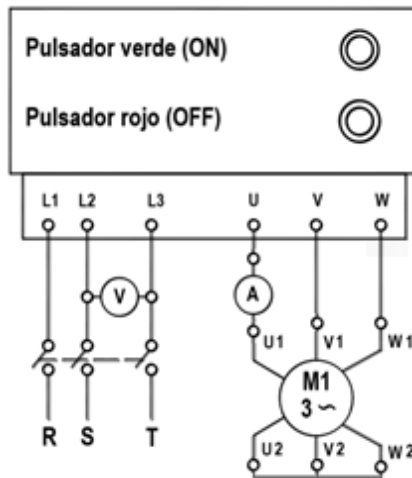 Pulsador verde (ON)
Pulsador rojo (OFF)
L1 L2 L3 U V W
V
A
U1 V1 W1
M1
3 ~
R S T
U2 V2 W2